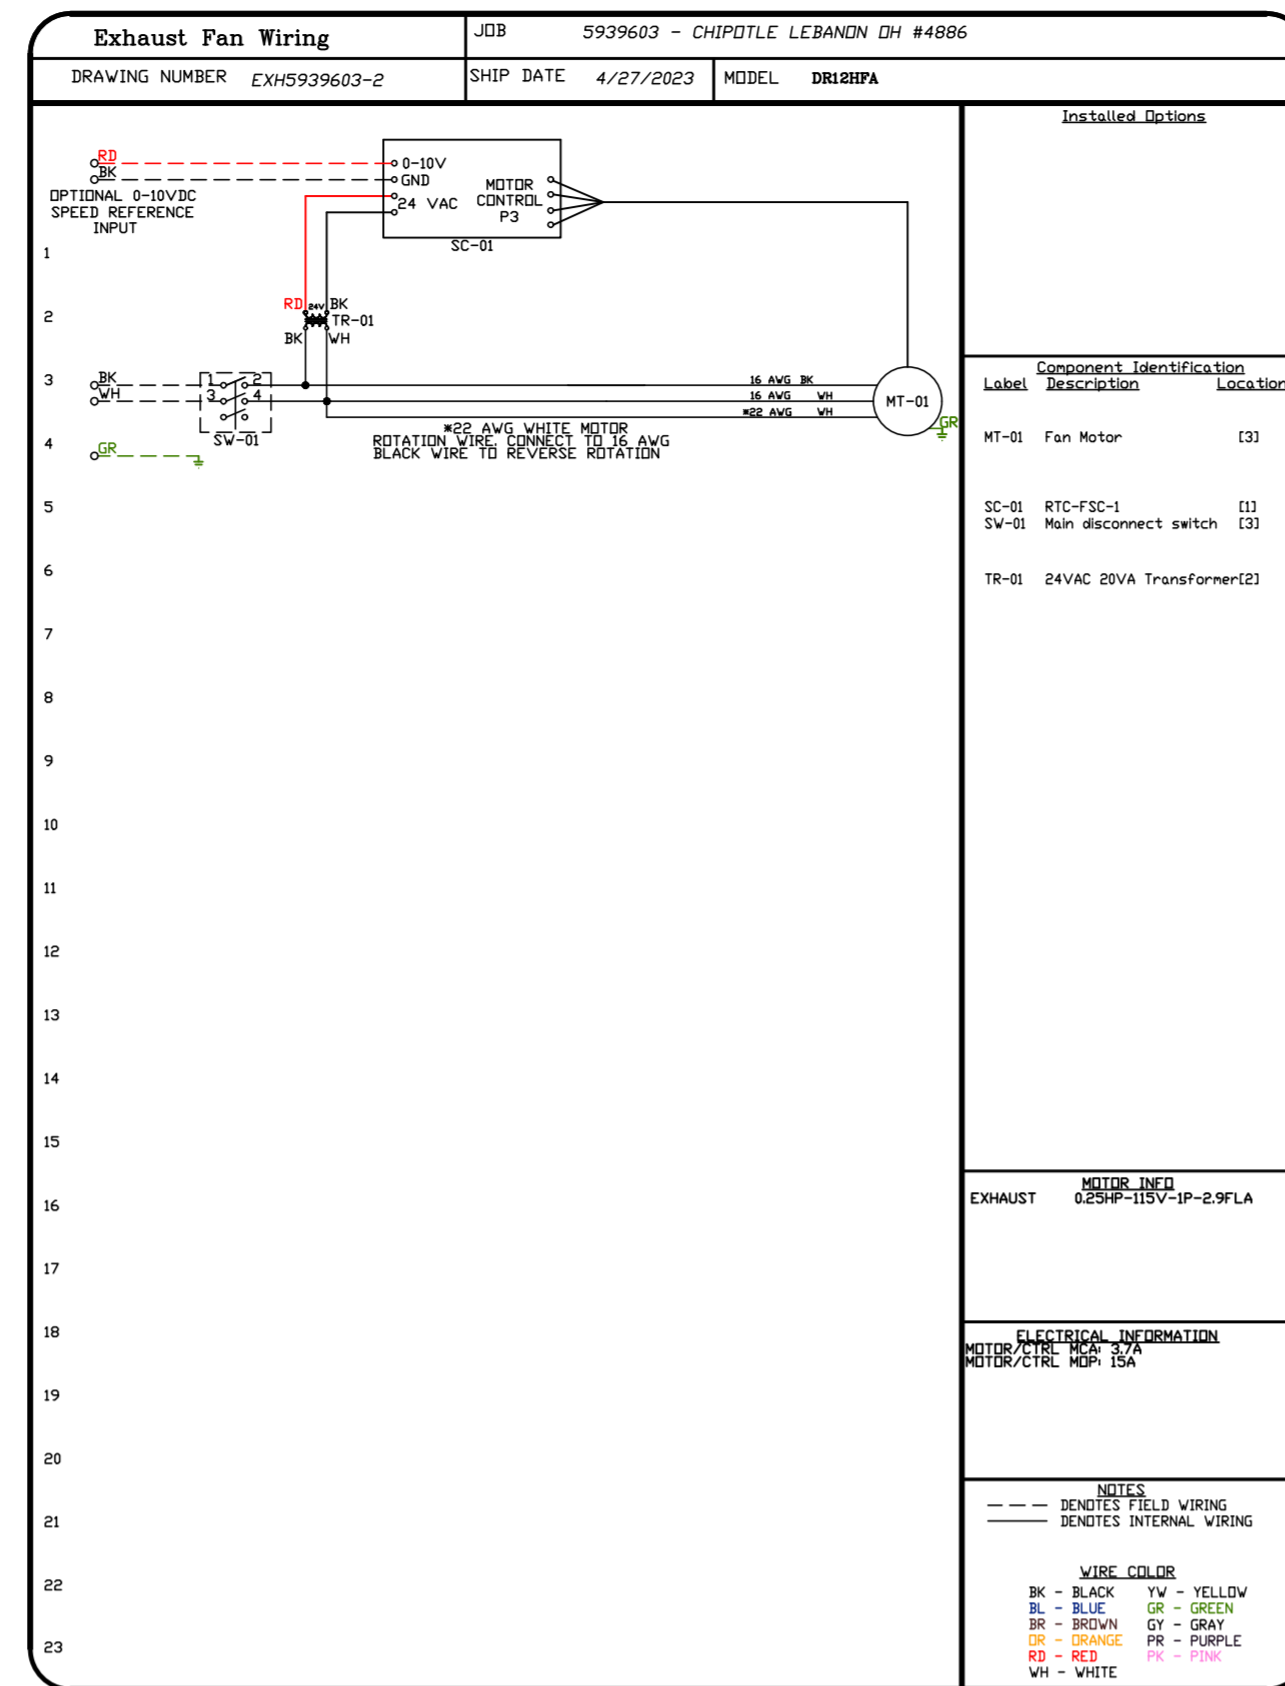 Exhaust Fan Wiring
JOB 5939603 - CHIPOTLE LEBANON OH #4886
DRAWING NUMBER EXH5939603-2
SHIP DATE 4/27/2023
MODEL DR12HFA
RD
BK
OPTIONAL 0-10VDC
SPEED REFERENCE
INPUT
0-10V
GND
24 VAC
MOTOR
CONTROL
P3
SC-01
RD 24V BK
TR-01
BK WH
BK
WH
1 2
3 4
SW-01
GR
16 AWG BK
16 AWG WH
*22 AWG WH
MT-01
GR
*22 AWG WHITE MOTOR
ROTATION WIRE. CONNECT TO 16 AWG
BLACK WIRE TO REVERSE ROTATION
1
2
3
4
5
6
7
8
9
10
11
12
13
14
15
16
17
18
19
20
21
22
23
Installed Options
Component Identification
Label Description Location
MT-01 Fan Motor [3]
SC-01 RTC-FSC-1 [1]
SW-01 Main disconnect switch [3]
TR-01 24VAC 20VA Transformer[2]
MOTOR INFO
EXHAUST 0.25HP-115V-1P-2.9FLA
ELECTRICAL INFORMATION
MOTOR/CTRL MCA: 3.7A
MOTOR/CTRL MOP: 15A
NOTES
DENOTES FIELD WIRING
DENOTES INTERNAL WIRING
WIRE COLOR
BK - BLACK YW - YELLOW
BL - BLUE GR - GREEN
BR - BROWN GY - GRAY
OR - ORANGE PR - PURPLE
RD - RED PK - PINK
WH - WHITE